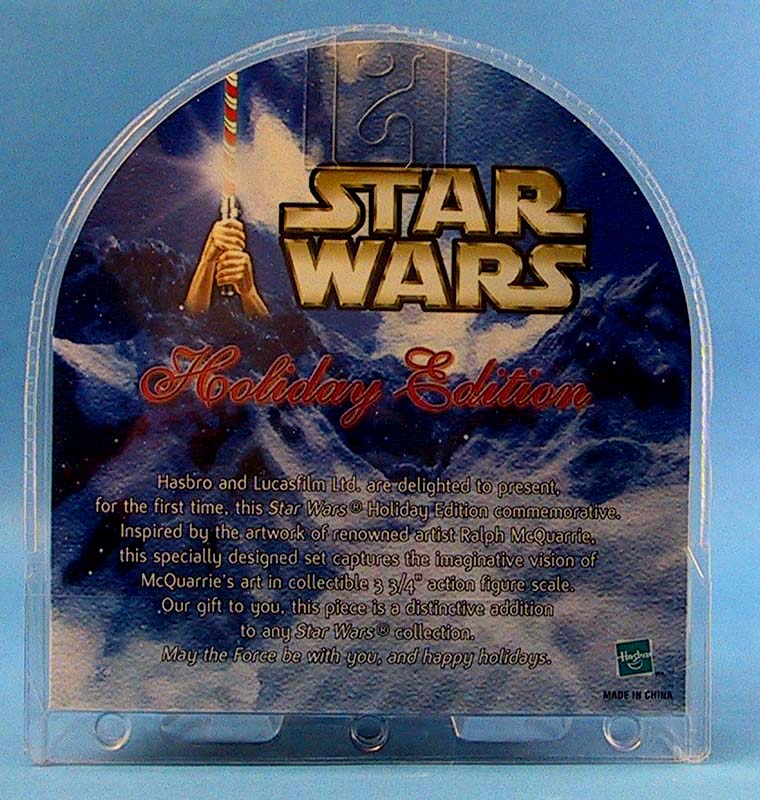 STAR
WARS
Holiday Edition
Hasbro and Lucasfilm Ltd. are delighted to present,
for the first time, this Star Wars® Holiday Edition commemorative.
Inspired by the artwork of renowned artist Ralph McQuarrie,
this specially designed set captures the imaginative vision of
McQuarrie's art in collectible 3 3/4" action figure scale.
Our gift to you, this piece is a distinctive addition
to any Star Wars® collection.
May the Force be with you, and happy holidays.
Hasbro
MADE IN CHINA